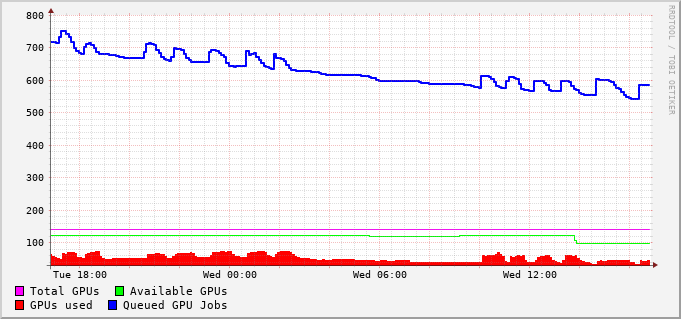 800
700
600
500
400
300
200
100
Tue 18:00 Wed 00:00 Wed 06:00 Wed 12:00
Total GPUs Available GPUs
GPUs used Queued GPU Jobs
RRDTOOL / TOBI OETIKER